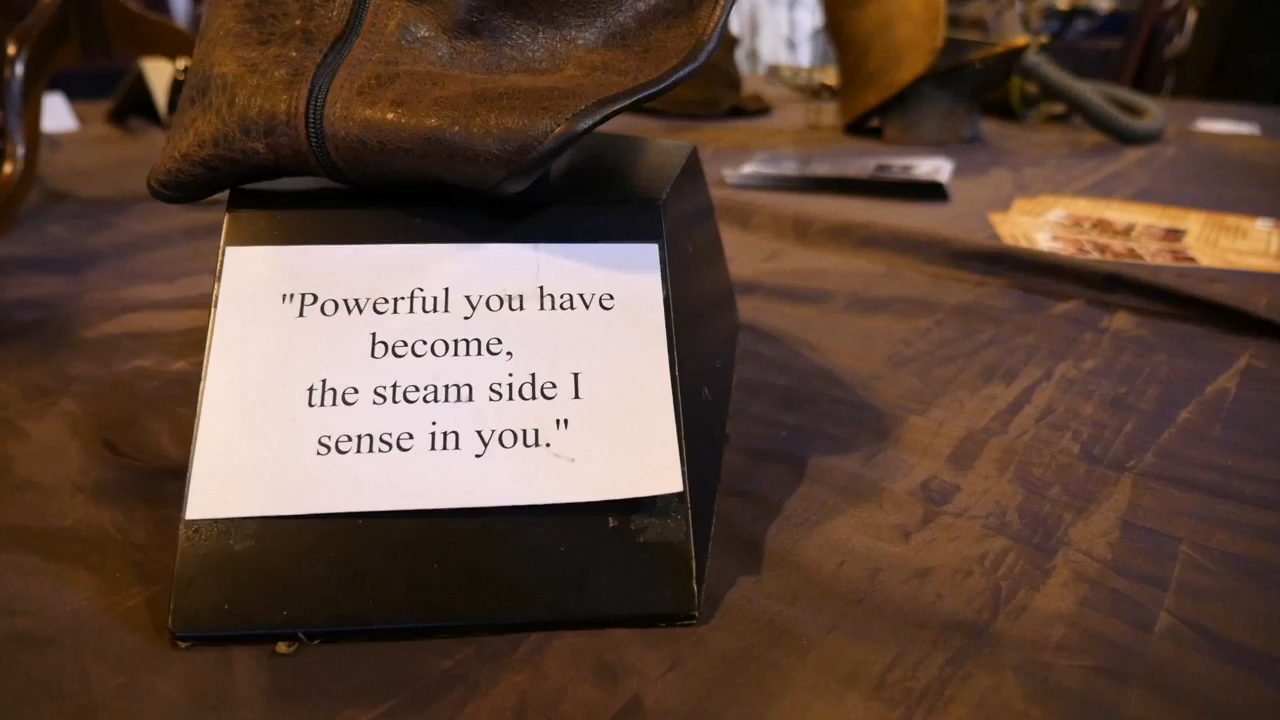 "Powerful you have
become,
the steam side I
sense in you."